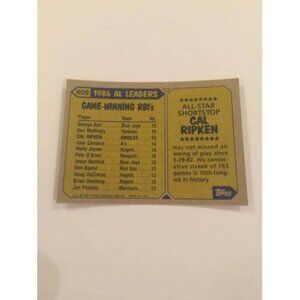 609 1986 AL LEADERS
GAME-WINNING RBI's
Player Team No.
George Bell Blue Jays 15
Don Mattingly Yankees 15
CAL RIPKEN ORIOLES 15
Jose Canseco A's 14
Wally Joyner Angels 14
Pete O'Brien Rangers 14
Jesse Barfield Blue Jays 13
Don Baylor Red Sox 13
Doug DeCinces Angels 13
Brian Downing Angels 13
Jim Presley Mariners 13
ALL-STAR
SHORTSTOP
CAL
RIPKEN
Has not missed an
inning of play since
5-29-82. His consec-
utive streak of 765
games is 10th long-
est in history.
Topps